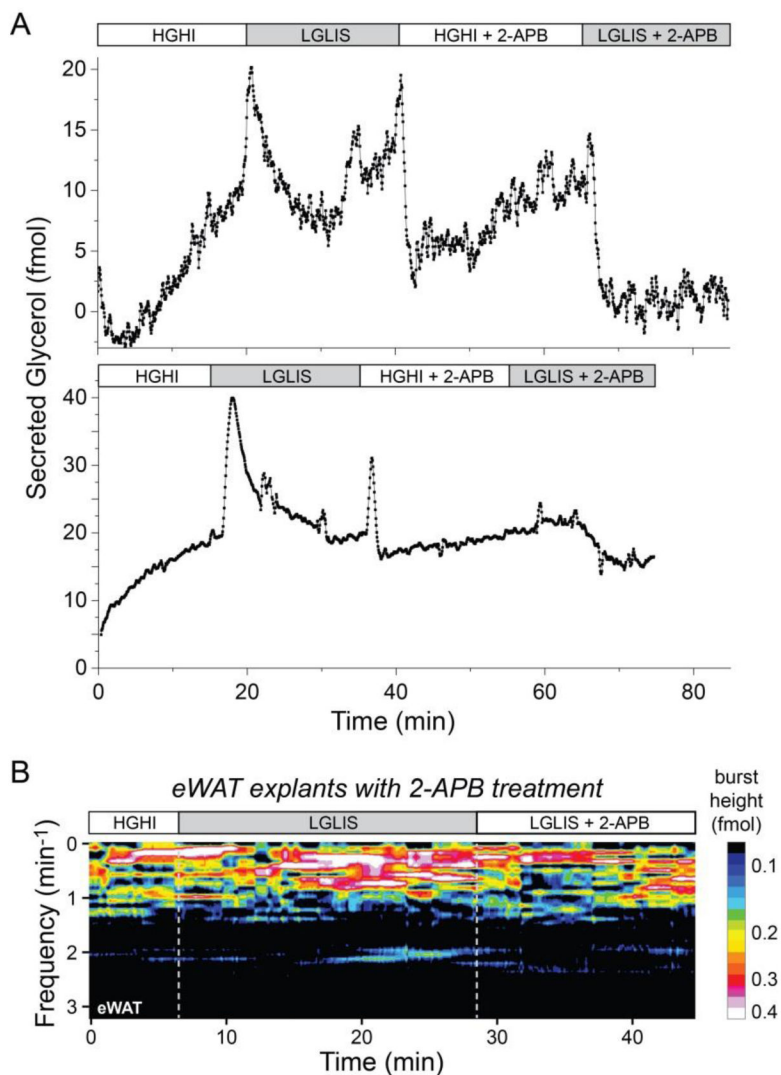 A
HGHI LGLIS HGHI + 2-APB LGLIS + 2-APB
20
15
10
5
0
HGHI LGLIS HGHI + 2-APB LGLIS + 2-APB
40
30
20
10
0
Secreted Glycerol (fmol)
0 20 40 60 80
Time (min)
B
eWAT explants with 2-APB treatment
burst
height
(fmol)
HGHI LGLIS LGLIS + 2-APB
0
1
2
3
Frequency (min-1)
eWAT
0.1
0.2
0.3
0.4
0 10 20 30 40
Time (min)